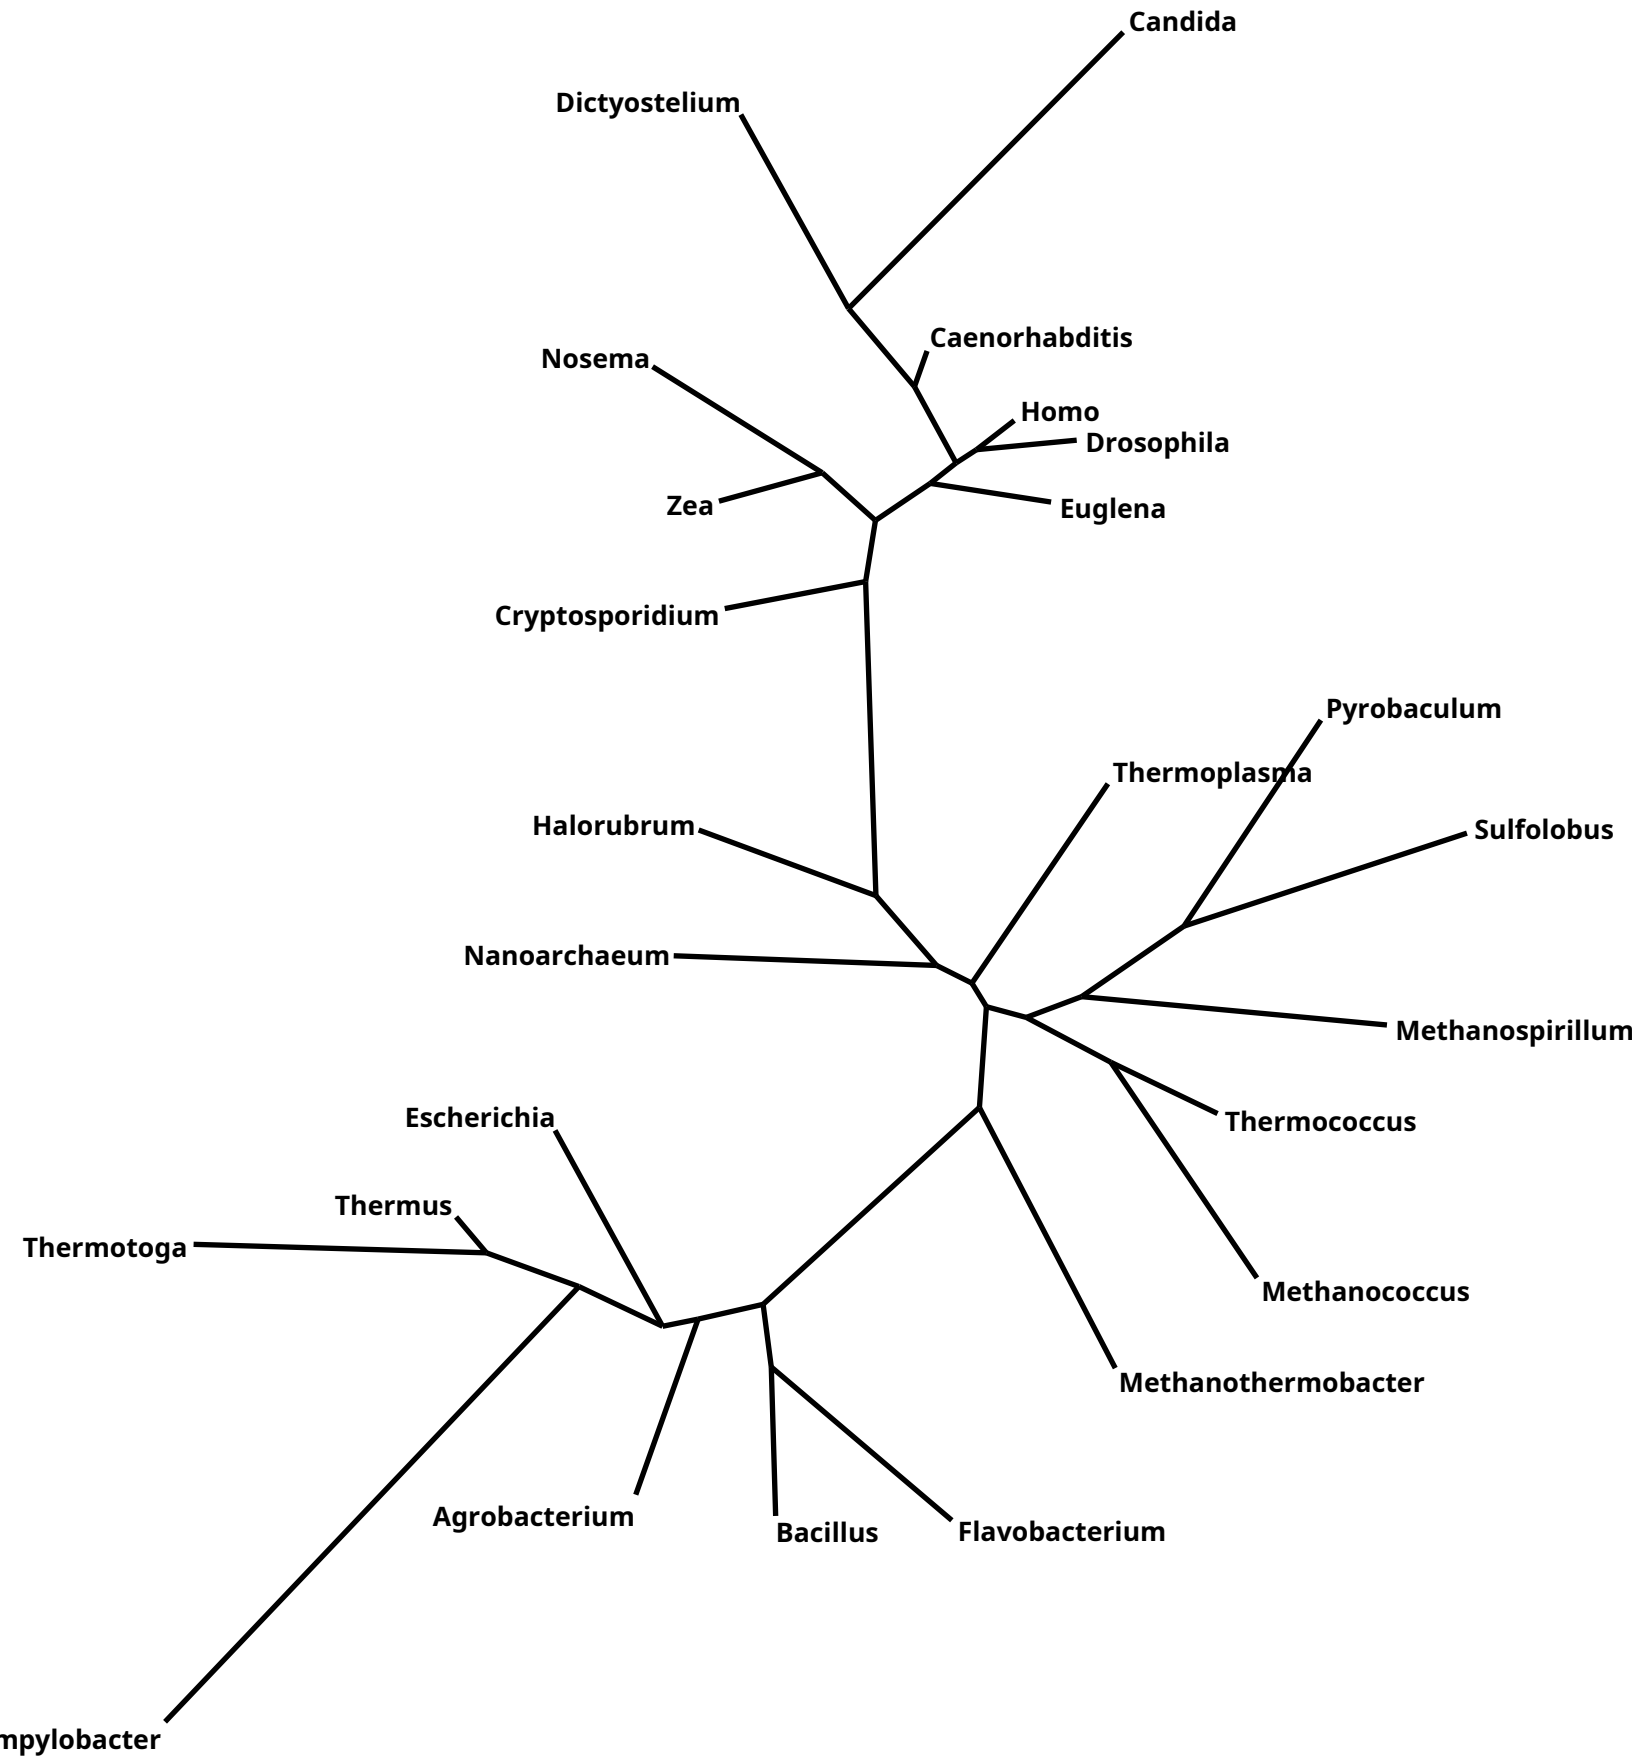 Candida
Dictyostelium
Caenorhabditis
Nosema
Homo
Drosophila
Zea
Euglena
Cryptosporidium
Pyrobaculum
Thermoplasma
Halorubrum
Sulfolobus
Nanoarchaeum
Methanospirillum
Escherichia
Thermococcus
Thermus
Thermotoga
Methanococcus
Methanothermobacter
Agrobacterium
Bacillus
Flavobacterium
mpylobacter